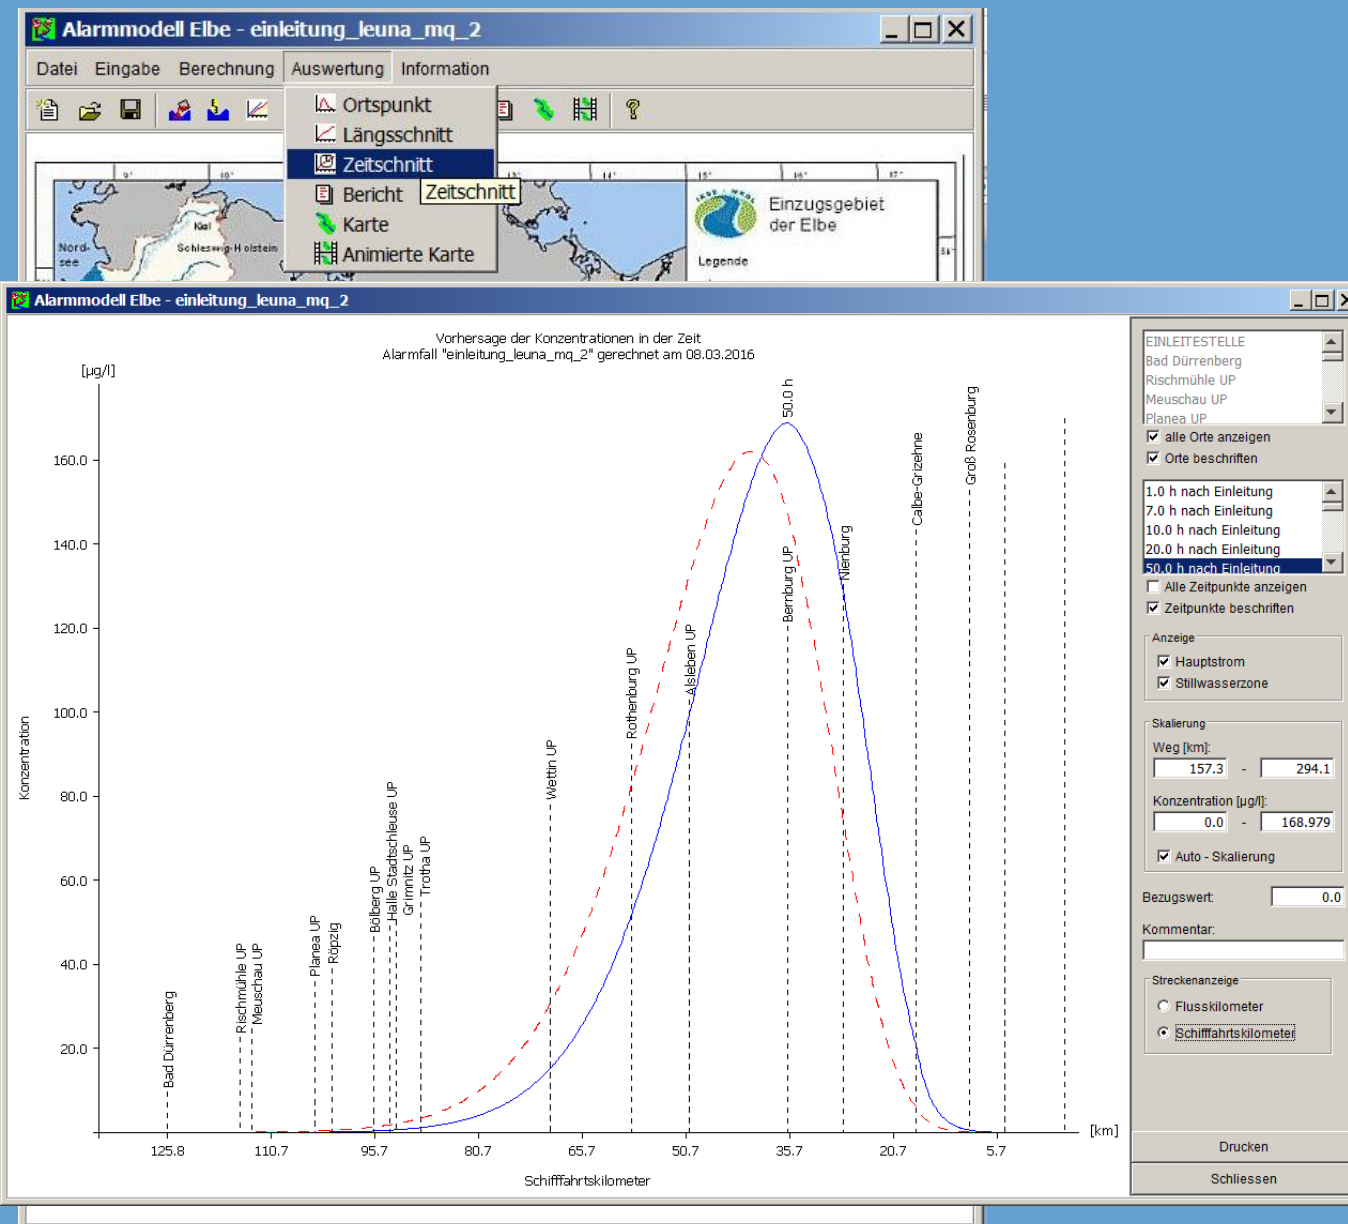 Alarmmodell Elbe - einleitung_leuna_mq_2
Datei Eingabe Berechnung Auswertung Information
Ortspunkt
Längsschnitt
Zeitschnitt
Bericht
Zeitschnitt
Karte
Animierte Karte
9° 10° 14° 15° 16° 17°
Kiel
Schleswig-Holstein
Nord-
see
Einzugsgebiet
der Elbe
Legende
Alarmmodell Elbe - einleitung_leuna_mq_2
Vorhersage der Konzentrationen in der Zeit
Alarmfall "einleitung_leuna_mq_2" gerechnet am 08.03.2016
[µg/l]
160.0
140.0
120.0
100.0
80.0
60.0
40.0
20.0
Konzentration
Bad Dürrenberg
Rischmühle UP
Meuschau UP
Planea UP
Röpzig
Bölberg UP
Halle Stadtschleuse UP
Grimnitz UP
Trotha UP
Wettin UP
Rothenburg UP
Alsleben UP
Bernburg UP
50.0 h
Nienburg
Calbe-Grizehne
Groß Rosenburg
125.8 110.7 95.7 80.7 65.7 50.7 35.7 20.7 5.7
[km]
Schifffahrtskilometer
EINLEITESTELLE
Bad Dürrenberg
Rischmühle UP
Meuschau UP
Planea UP
alle Orte anzeigen
Orte beschriften
1.0 h nach Einleitung
7.0 h nach Einleitung
10.0 h nach Einleitung
20.0 h nach Einleitung
50.0 h nach Einleitung
Alle Zeitpunkte anzeigen
Zeitpunkte beschriften
Anzeige
Hauptstrom
Stillwasserzone
Skalierung
Weg [km]:
157.3 - 294.1
Konzentration [µg/l]:
0.0 - 168.979
Auto - Skalierung
Bezugswert: 0.0
Kommentar:
Streckenanzeige
Flusskilometer
Schifffahrtskilometer
Drucken
Schliessen